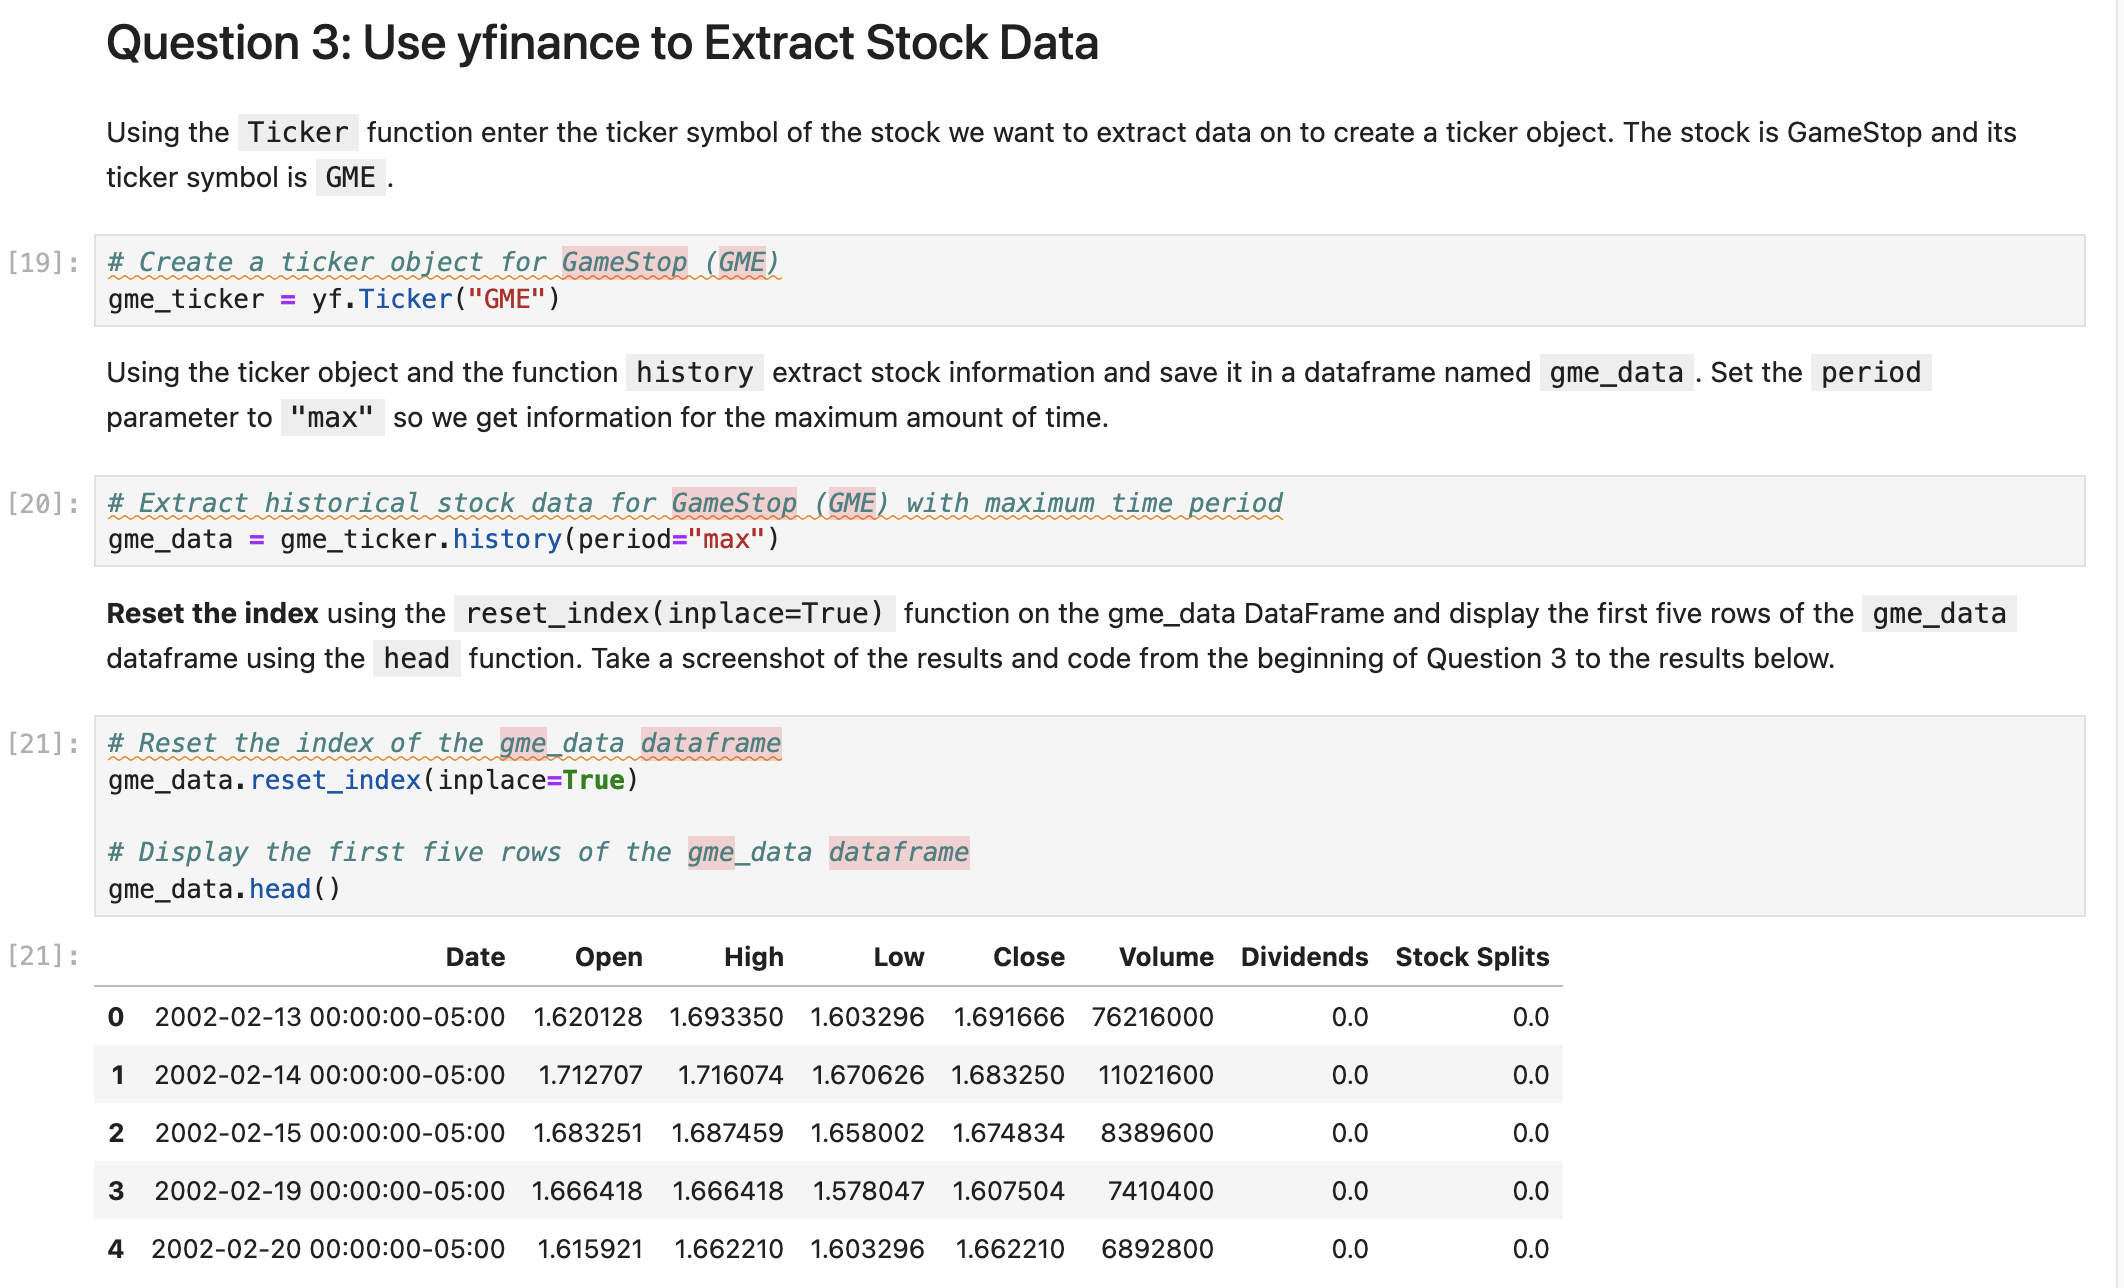 Question 3: Use yfinance to Extract Stock Data
Using the Ticker function enter the ticker symbol of the stock we want to extract data on to create a ticker object. The stock is GameStop and its
ticker symbol is GME .
[19]: # Create a ticker object for GameStop (GME)
gme_ticker = yf.Ticker("GME")
Using the ticker object and the function history extract stock information and save it in a dataframe named gme_data . Set the period
parameter to "max" so we get information for the maximum amount of time.
[20]: # Extract historical stock data for GameStop (GME) with maximum time period
gme_data = gme_ticker.history(period="max")
Reset the index using the reset_index(inplace=True) function on the gme_data DataFrame and display the first five rows of the gme_data
dataframe using the head function. Take a screenshot of the results and code from the beginning of Question 3 to the results below.
[21]: # Reset the index of the gme_data dataframe
gme_data.reset_index(inplace=True)
# Display the first five rows of the gme_data dataframe
gme_data.head()
[21]: Date Open High Low Close Volume Dividends Stock Splits
0 2002-02-13 00:00:00-05:00 1.620128 1.693350 1.603296 1.691666 76216000 0.0 0.0
1 2002-02-14 00:00:00-05:00 1.712707 1.716074 1.670626 1.683250 11021600 0.0 0.0
2 2002-02-15 00:00:00-05:00 1.683251 1.687459 1.658002 1.674834 8389600 0.0 0.0
3 2002-02-19 00:00:00-05:00 1.666418 1.666418 1.578047 1.607504 7410400 0.0 0.0
4 2002-02-20 00:00:00-05:00 1.615921 1.662210 1.603296 1.662210 6892800 0.0 0.0